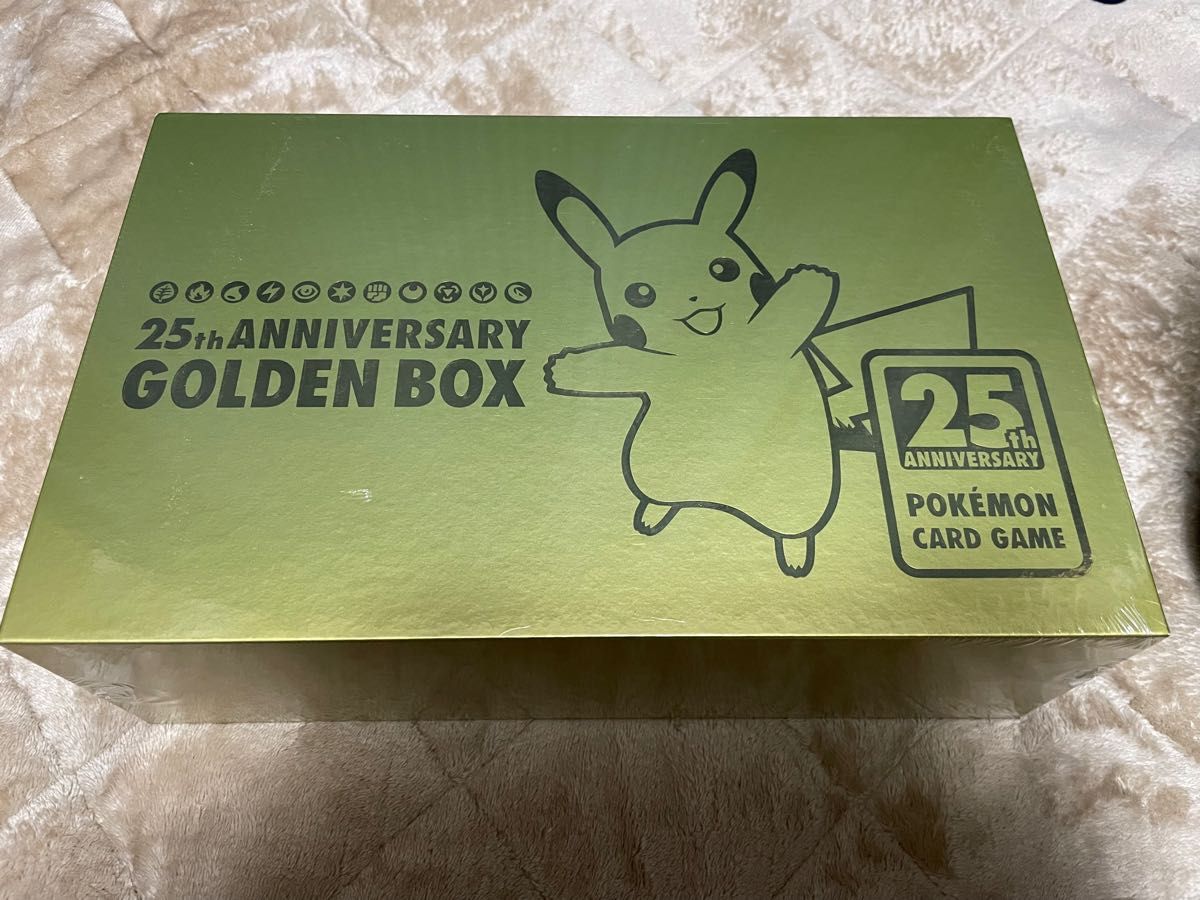 25th ANNIVERSARY
GOLDEN BOX
25th
ANNIVERSARY
POKÉMON
CARD GAME